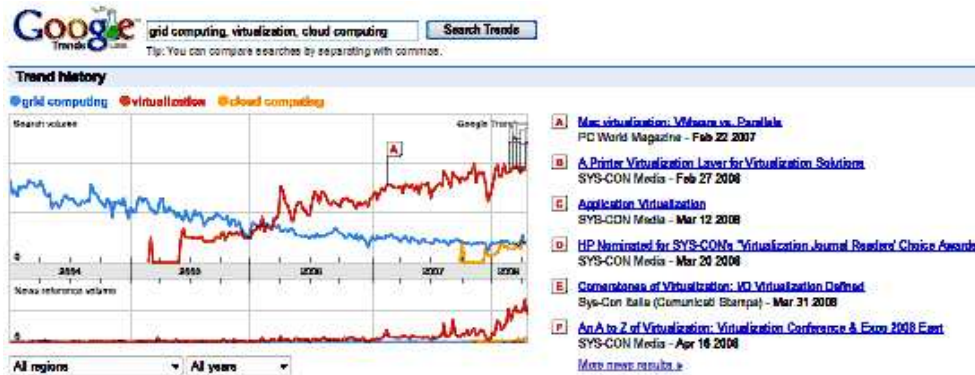 Google
Trends
grid computing, virtualization, cloud computing
Search Trends
Tip: You can compare searches by separating with commas.
Trend history
grid computing virtualization cloud computing
Search volume
Google Trends
A
0
2004 2005 2006 2007 2008
News reference volume
0
All regions
All years
A Mac virtualization: VMware vs. Parallels
PC World Magazine - Feb 22 2007
B A Printer Virtualization Layer for Virtualization Solutions
SYS-CON Media - Feb 27 2008
C Application Virtualization
SYS-CON Media - Mar 12 2008
D HP Nominated for SYS-CON's "Virtualization Journal Readers' Choice Awards
SYS-CON Media - Mar 20 2008
E Cornerstones of Virtualization: I/O Virtualization Defined
Sys-Con Italia (Comunicati Stampa) - Mar 31 2008
F An A to Z of Virtualization: Virtualization Conference & Expo 2008 East
SYS-CON Media - Apr 16 2008
More news results »